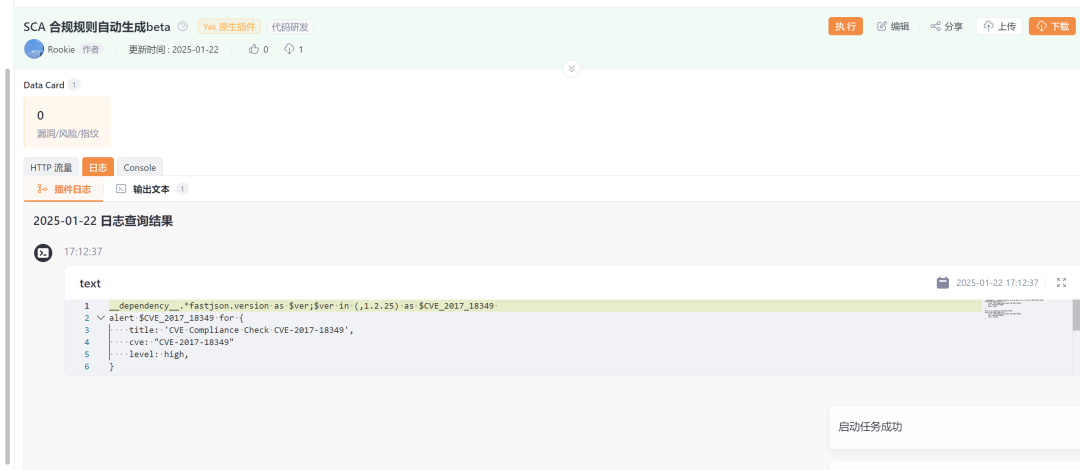 SCA 合规规则自动生成beta Yak 原生插件 代码研发 执行 编辑 分享 上传 下载
Rookie 作者 更新时间 : 2025-01-22 0 1
Data Card 1
0
漏洞/风险/指纹
HTTP 流量 日志 Console
插件日志 输出文本 1
2025-01-22 日志查询结果
17:12:37
text 2025-01-22 17:12:37
1 __dependency__.*fastjson.version as $ver;$ver in (,1.2.25) as $CVE_2017_18349
2 alert $CVE_2017_18349 for {
3 ····title: 'CVE Compliance Check CVE-2017-18349',
4 ····cve: "CVE-2017-18349"
5 ····level: high,
6 }
启动任务成功